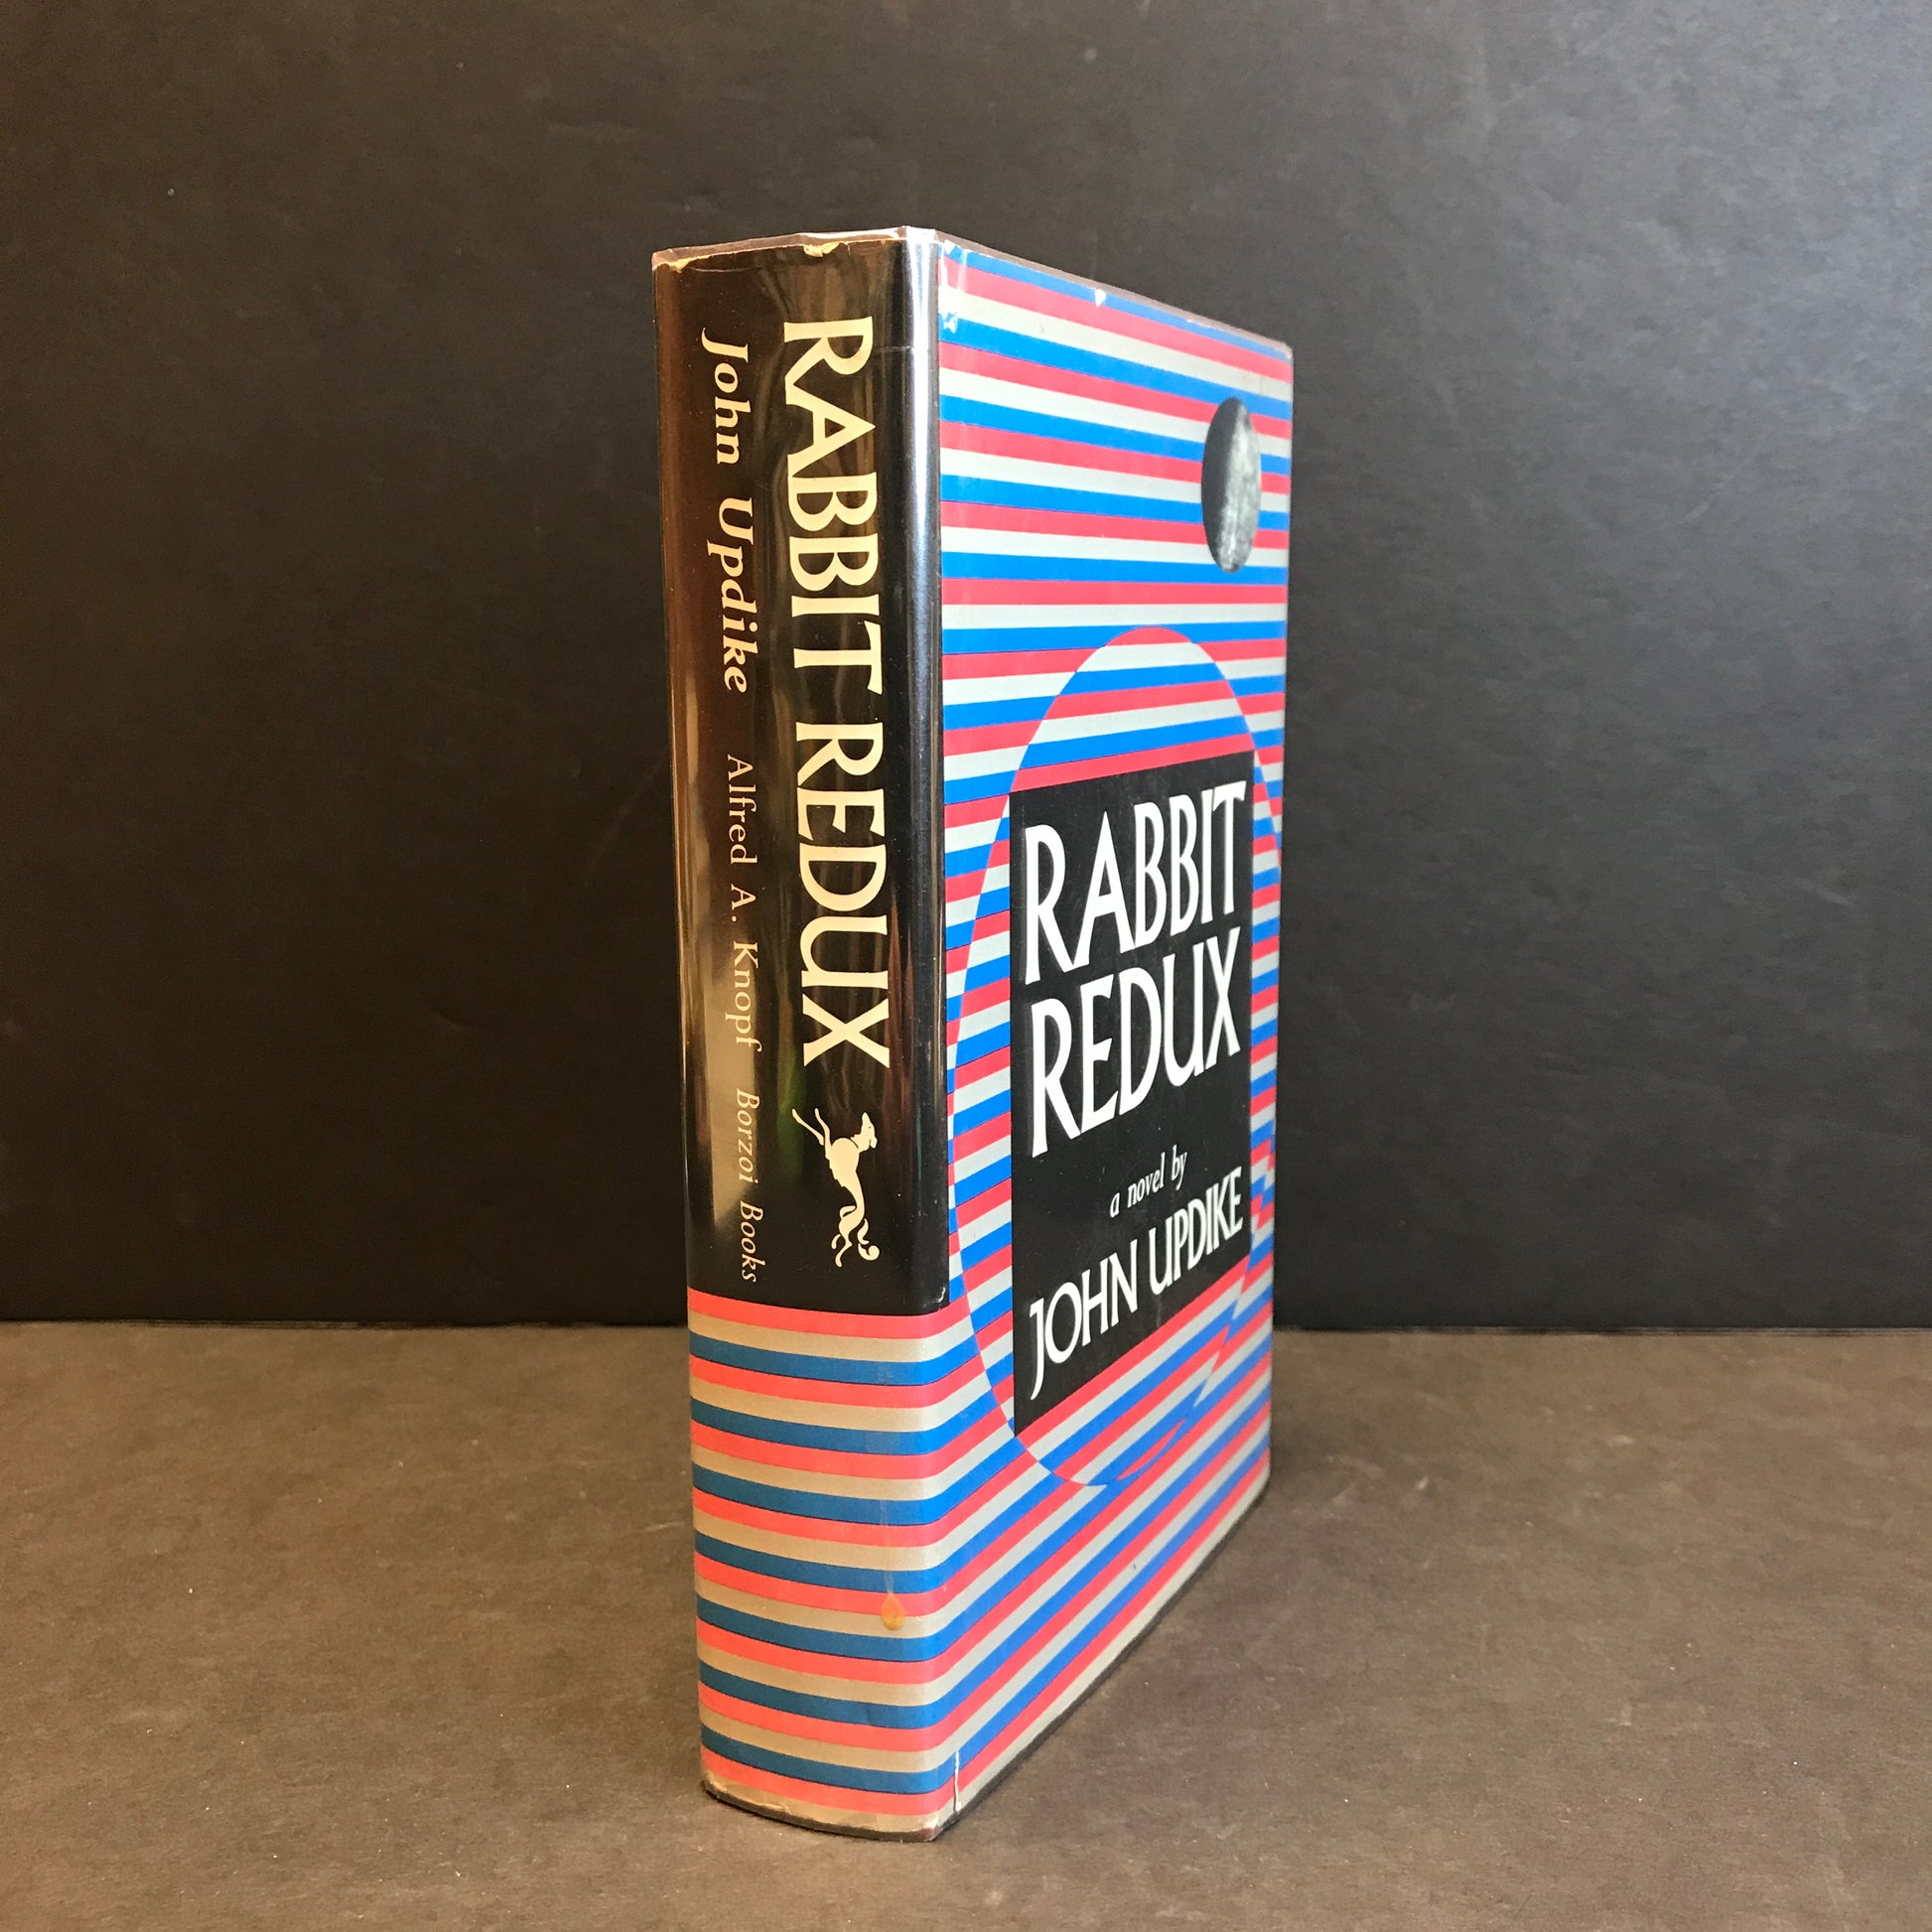 RABBIT REDUX
John Updike Alfred A. Knopf Borzoi Books
RABBIT
REDUX
a novel by
JOHN UPDIKE